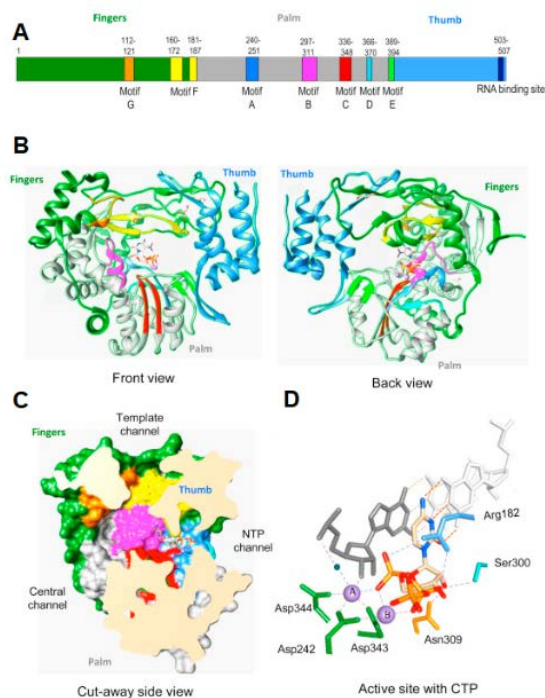 Fingers Palm Thumb
A
112-
121
160-
172
181-
187
240-
251
297-
311
336-
348
366-
370
389-
394
503-
507
1
Motif
G
Motif F
Motif
A
Motif
B
Motif
C
Motif
D
Motif
E
RNA binding site
B
Fingers
Thumb
Palm
Front view
Thumb
Fingers
Palm
Back view
C
Template
channel
Fingers
Thumb
NTP
channel
Central
channel
Palm
Cut-away side view
D
Arg182
Ser300
A
B
Asp344
Asp242
Asp343
Asn309
Active site with CTP